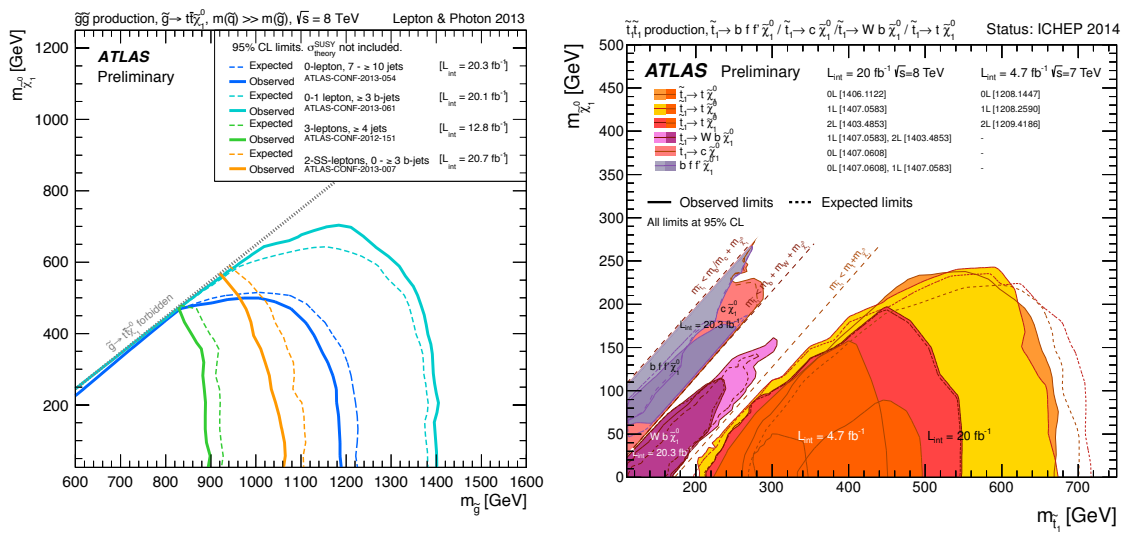 g̃g̃ production, g̃→ tt̄χ̃₁⁰, m(q̃) >> m(g̃), √s = 8 TeV
Lepton & Photon 2013
m_χ̃₁⁰ [GeV]
ATLAS
Preliminary
95% CL limits. σ^SUSY_theory not included.
Expected
Observed
0-lepton, 7 - ≥ 10 jets
ATLAS-CONF-2013-054
[L_int = 20.3 fb⁻¹]
Expected
Observed
0-1 lepton, ≥ 3 b-jets
ATLAS-CONF-2013-061
[L_int = 20.1 fb⁻¹]
Expected
Observed
3-leptons, ≥ 4 jets
ATLAS-CONF-2012-151
[L_int = 12.8 fb⁻¹]
Expected
Observed
2-SS-leptons, 0 - ≥ 3 b-jets
ATLAS-CONF-2013-007
[L_int = 20.7 fb⁻¹]
g̃→ tt̄χ̃₁⁰ forbidden
1200
1000
800
600
400
200
0
600 700 800 900 1000 1100 1200 1300 1400 1500 1600
m_g̃ [GeV]
t̃₁t̃₁ production, t̃₁→ b f f' χ̃₁⁰ / t̃₁→ c χ̃₁⁰ / t̃₁→ W b χ̃₁⁰ / t̃₁→ t χ̃₁⁰
Status: ICHEP 2014
m_χ̃₁⁰ [GeV]
ATLAS Preliminary
L_int = 20 fb⁻¹ √s=8 TeV
L_int = 4.7 fb⁻¹ √s=7 TeV
t̃₁→ t χ̃₁⁰ 0L [1406.1122] 0L [1208.1447]
t̃₁→ t χ̃₁⁰ 1L [1407.0583] 1L [1208.2590]
t̃₁→ t χ̃₁⁰ 2L [1403.4853] 2L [1209.4186]
t̃₁→ W b χ̃₁⁰ 1L [1407.0583], 2L [1403.4853] -
t̃₁→ c χ̃₁⁰ 0L [1407.0608] -
b f f' χ̃₁⁰ 0L [1407.0608], 1L [1407.0583] -
Observed limits
Expected limits
All limits at 95% CL
c χ̃₁⁰
L_int = 20.3 fb⁻¹
b f f' χ̃₁⁰
W b χ̃₁⁰
L_int = 20.3 fb⁻¹
L_int = 4.7 fb⁻¹
L_int = 20 fb⁻¹
500
450
400
350
300
250
200
150
100
50
0
200 300 400 500 600 700
m_t̃₁ [GeV]